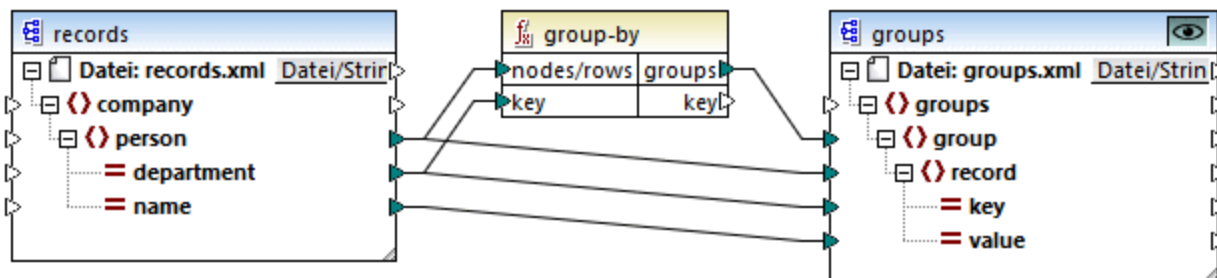 records
Datei: records.xml Datei/Strin
company
person
department
name
group-by
nodes/rows groups
key key
groups
Datei: groups.xml Datei/Strin
groups
group
record
key
value